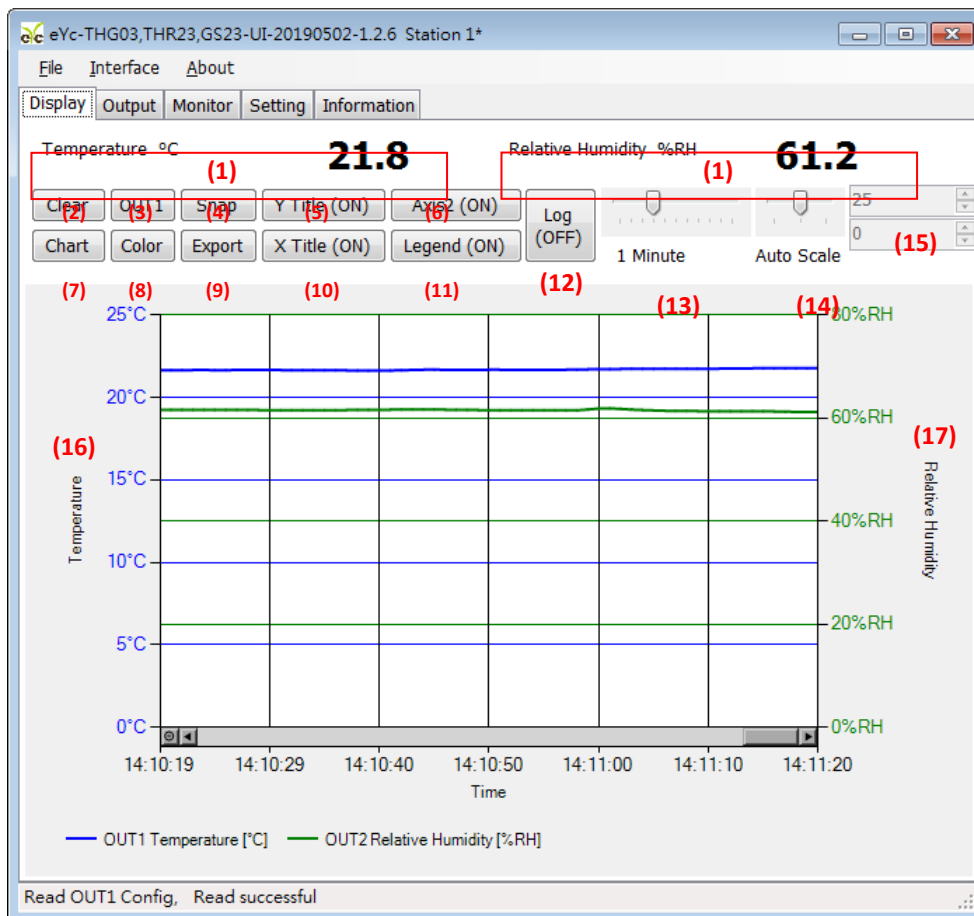 eYc-THG03,THR23,GS23-UI-20190502-1.2.6 Station 1*
File Interface About
Display Output Monitor Setting Information
Temperature °C 21.8 Relative Humidity %RH 61.2
(1) (1)
Clear OUT1 Snap Y Title (ON) Axis2 (ON) Log (OFF) 25
(2) (3) (4) (5) (6)
Chart Color Export X Title (ON) Legend (ON) 1 Minute Auto Scale 0
(15)
(7) (8) (9) (10) (11) (12) (13) (14)
25°C 80%RH
20°C 60%RH
(16) (17)
15°C
Temperature Relative Humidity
40%RH
10°C
20%RH
5°C
0°C 0%RH
14:10:19 14:10:29 14:10:40 14:10:50 14:11:00 14:11:10 14:11:20
Time
OUT1 Temperature [°C] OUT2 Relative Humidity [%RH]
Read OUT1 Config, Read successful